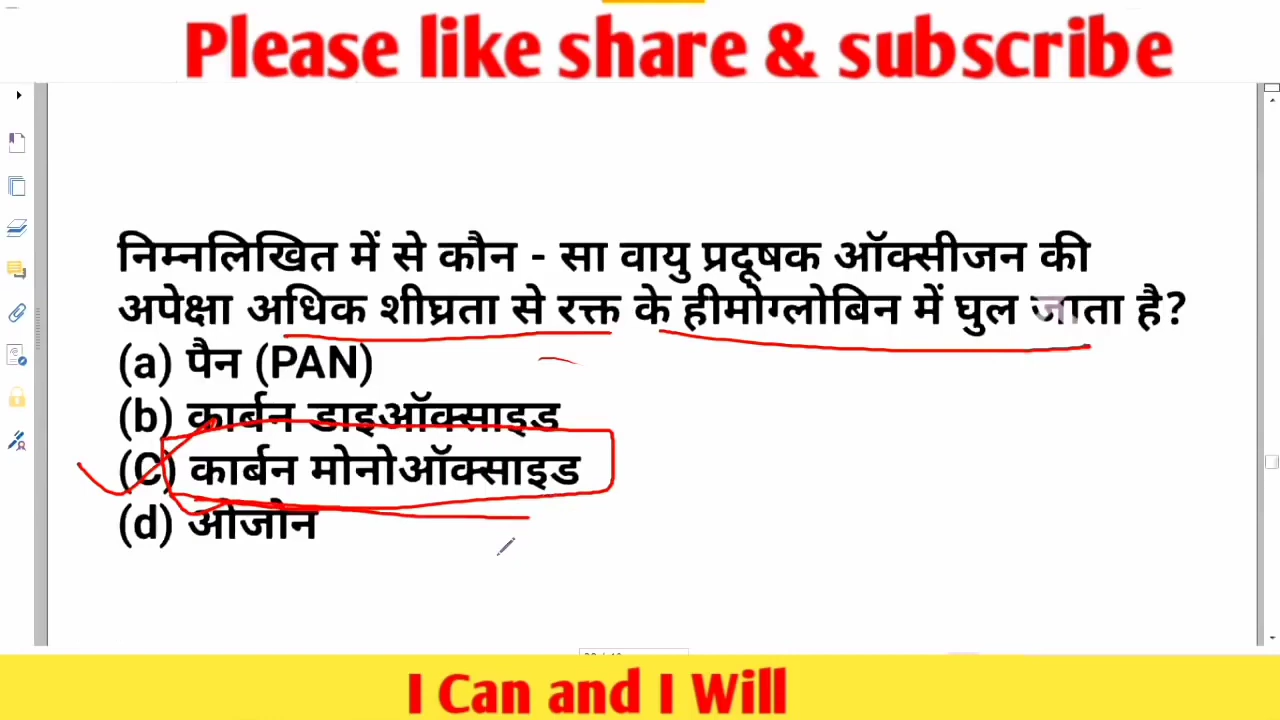 Please like share & subscribe
निम्नलिखित में से कौन - सा वायु प्रदूषक ऑक्सीजन की
अपेक्षा अधिक शीघ्रता से रक्त के हीमोग्लोबिन में घुल जाता है?
(a) पैन (PAN)
(b) कार्बन डाइऑक्साइड
(C) कार्बन मोनोऑक्साइड
(d) ओजोन
I Can and I Will